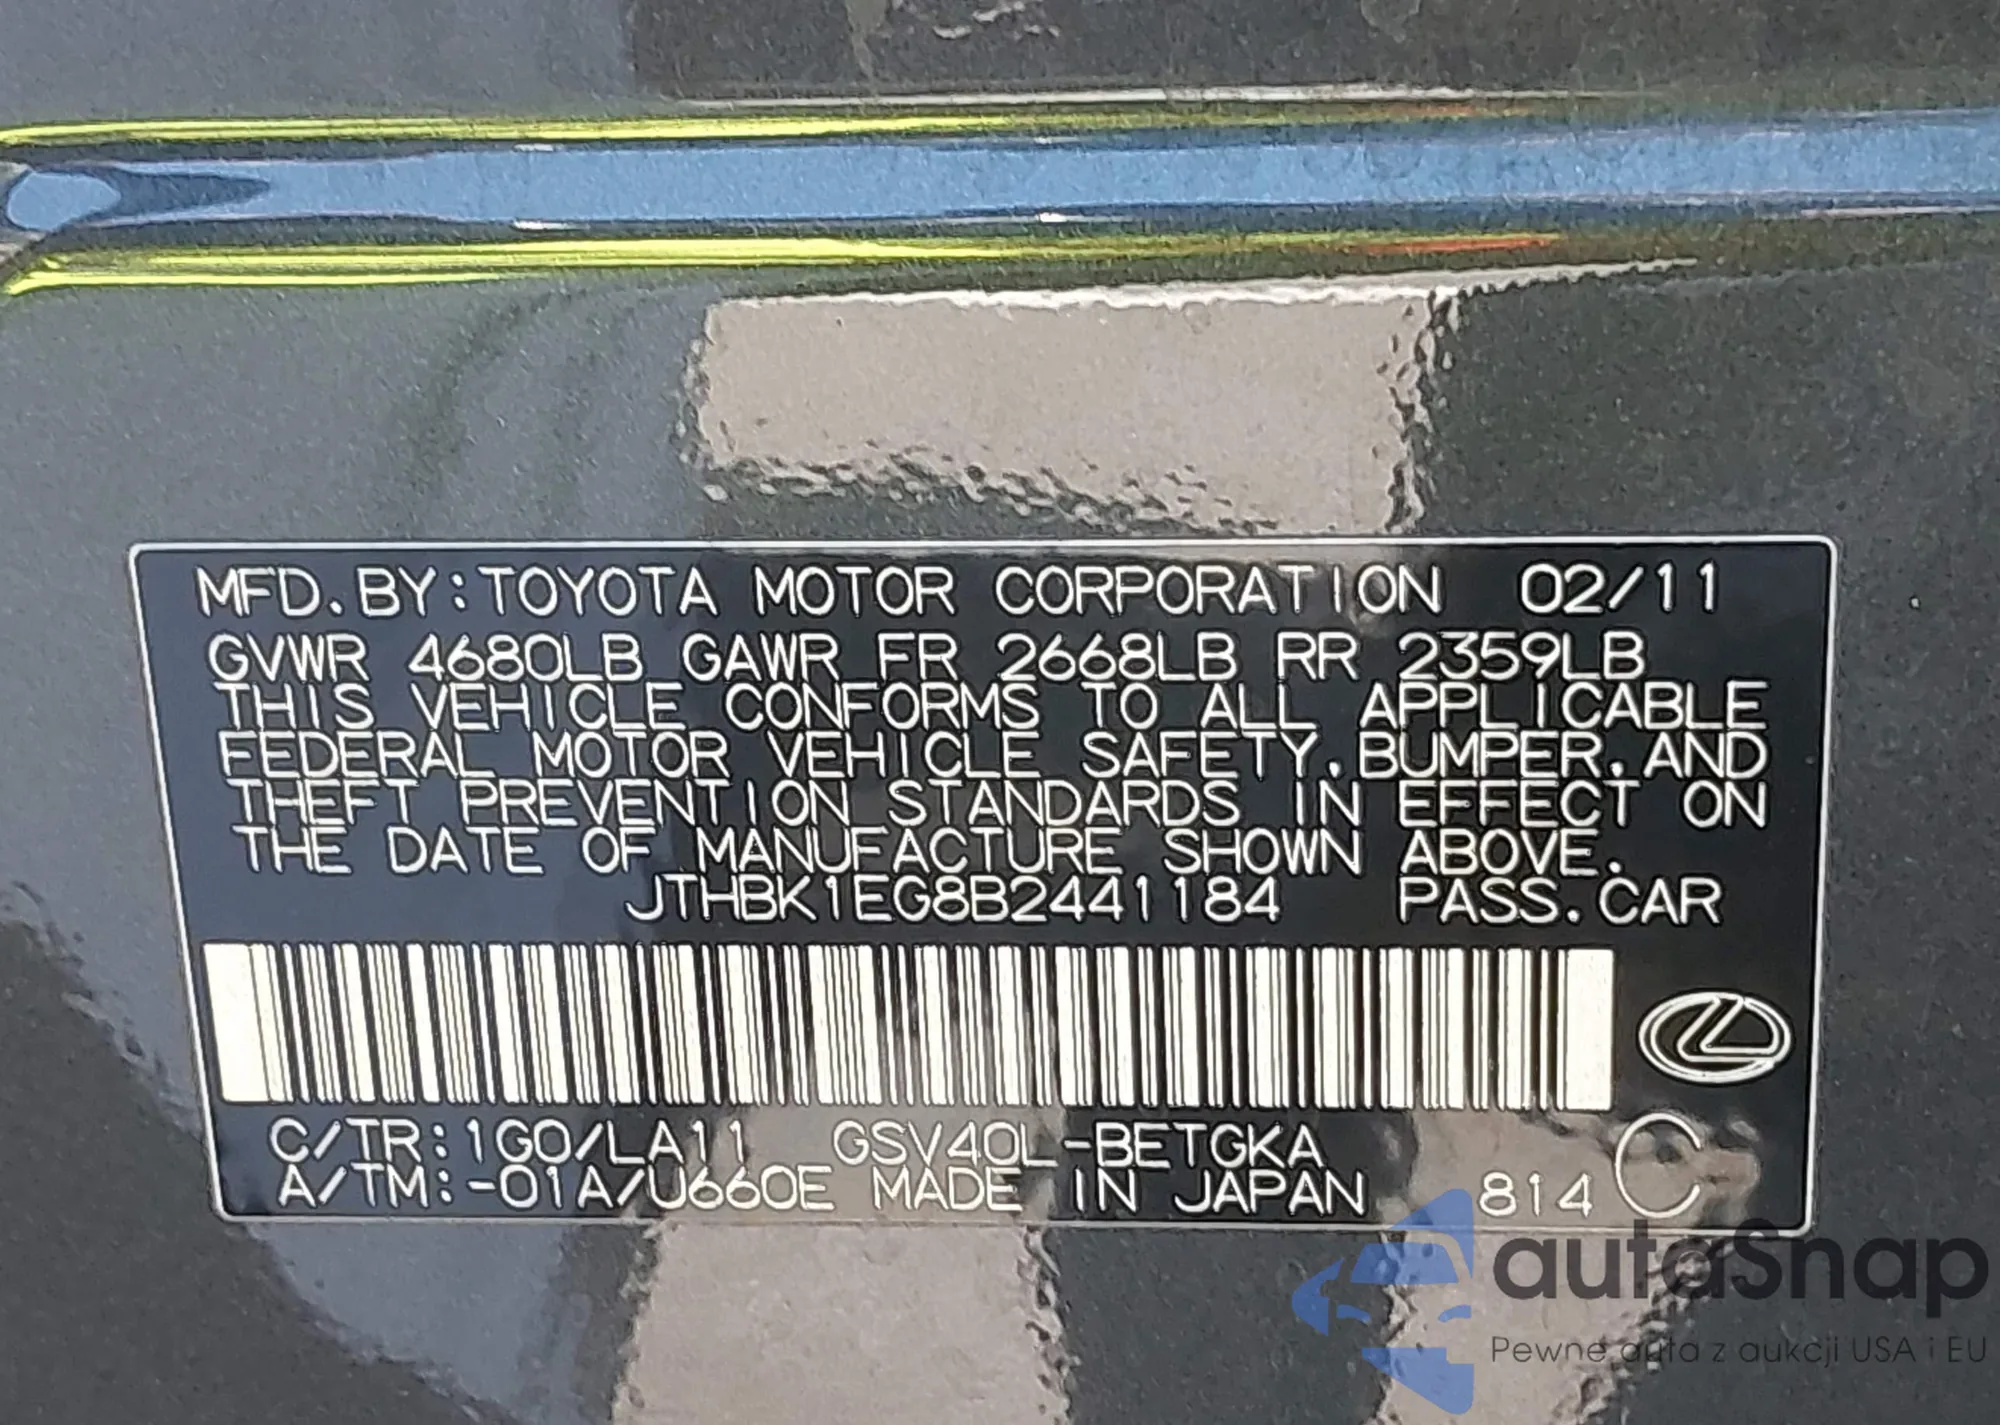 MFD. BY: TOYOTA MOTOR CORPORATION 02/11
GVWR 4680LB GAWR FR 2668LB RR 2359LB
THIS VEHICLE CONFORMS TO ALL APPLICABLE
FEDERAL MOTOR VEHICLE SAFETY, BUMPER, AND
THEFT PREVENTION STANDARDS IN EFFECT ON
THE DATE OF MANUFACTURE SHOWN ABOVE.
JTHBK1EG8B2441184 PASS. CAR
C/TR: 1G0/LA11 GSV40L-BETGKA
A/TM: -01A/U660E MADE IN JAPAN 814 C
autaSnap
Pewne auta z aukcji USA i EU